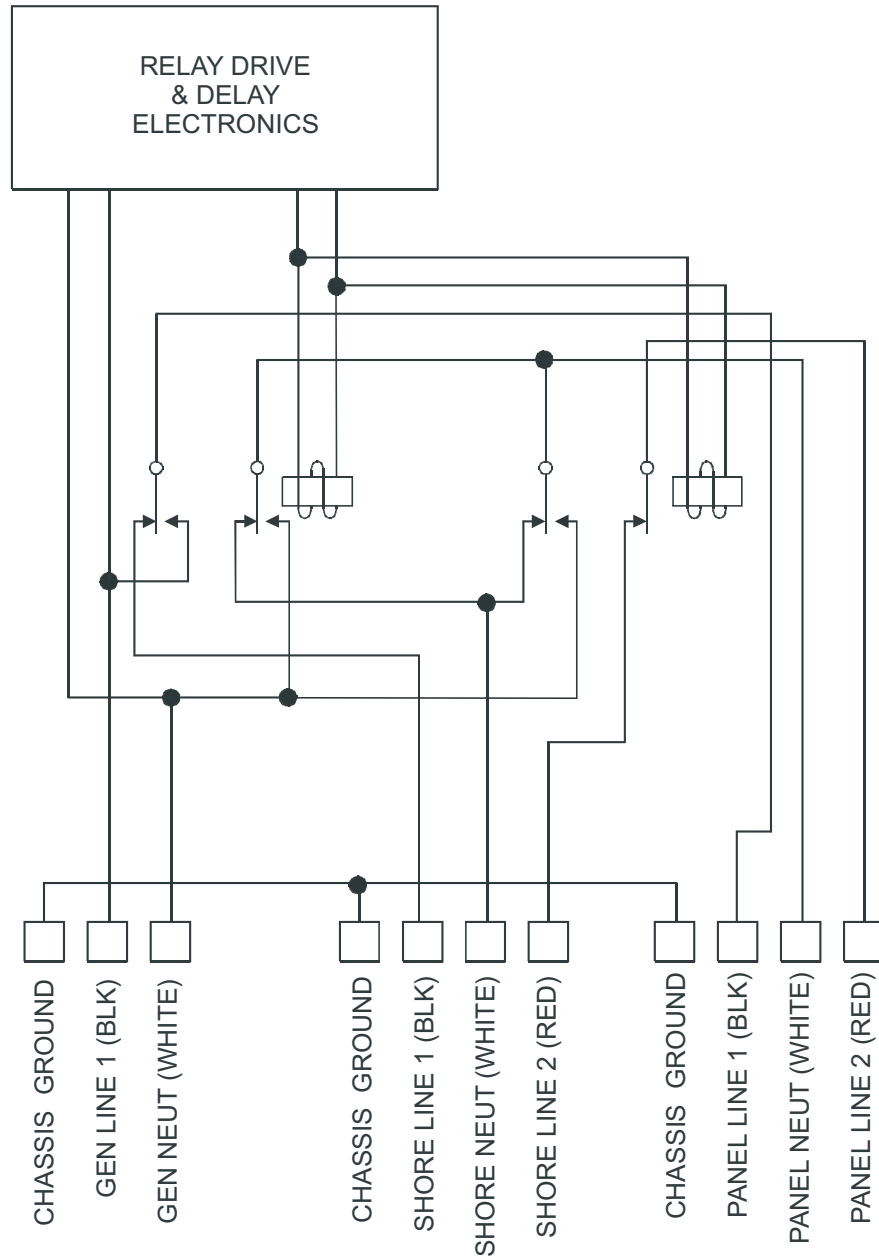 RELAY DRIVE
& DELAY
ELECTRONICS
CHASSIS GROUND
GEN LINE 1 (BLK)
GEN NEUT (WHITE)
CHASSIS GROUND
SHORE LINE 1 (BLK)
SHORE NEUT (WHITE)
SHORE LINE 2 (RED)
CHASSIS GROUND
PANEL LINE 1 (BLK)
PANEL NEUT (WHITE)
PANEL LINE 2 (RED)